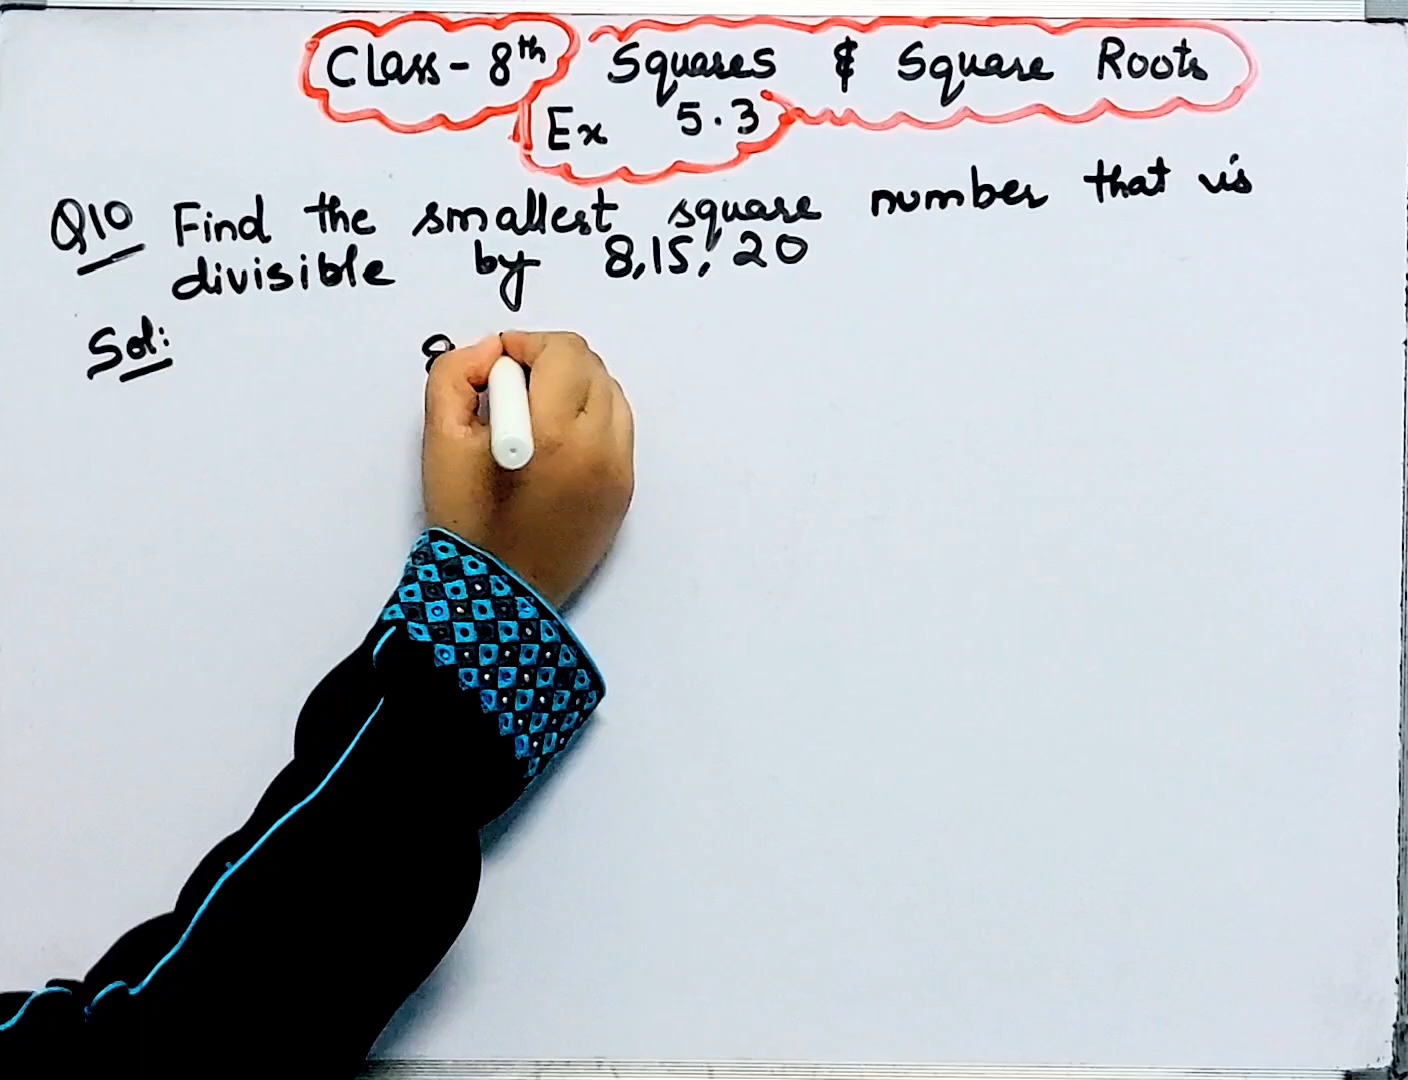 Class - 8th Squares & Square Roots
Ex 5.3
Q10 Find the smallest square number that is
divisible by 8,15, 20
Sol:
8